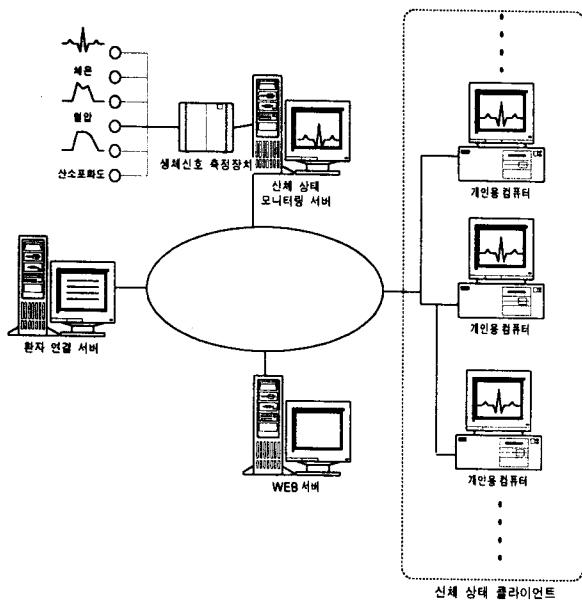 체온
혈압
산소포화도
생체신호 측정장치
신체 상태
모니터링 서버
개인용 컴퓨터
개인용 컴퓨터
환자 연결 서버
개인용 컴퓨터
WEB 서버
신체 상태 클라이언트